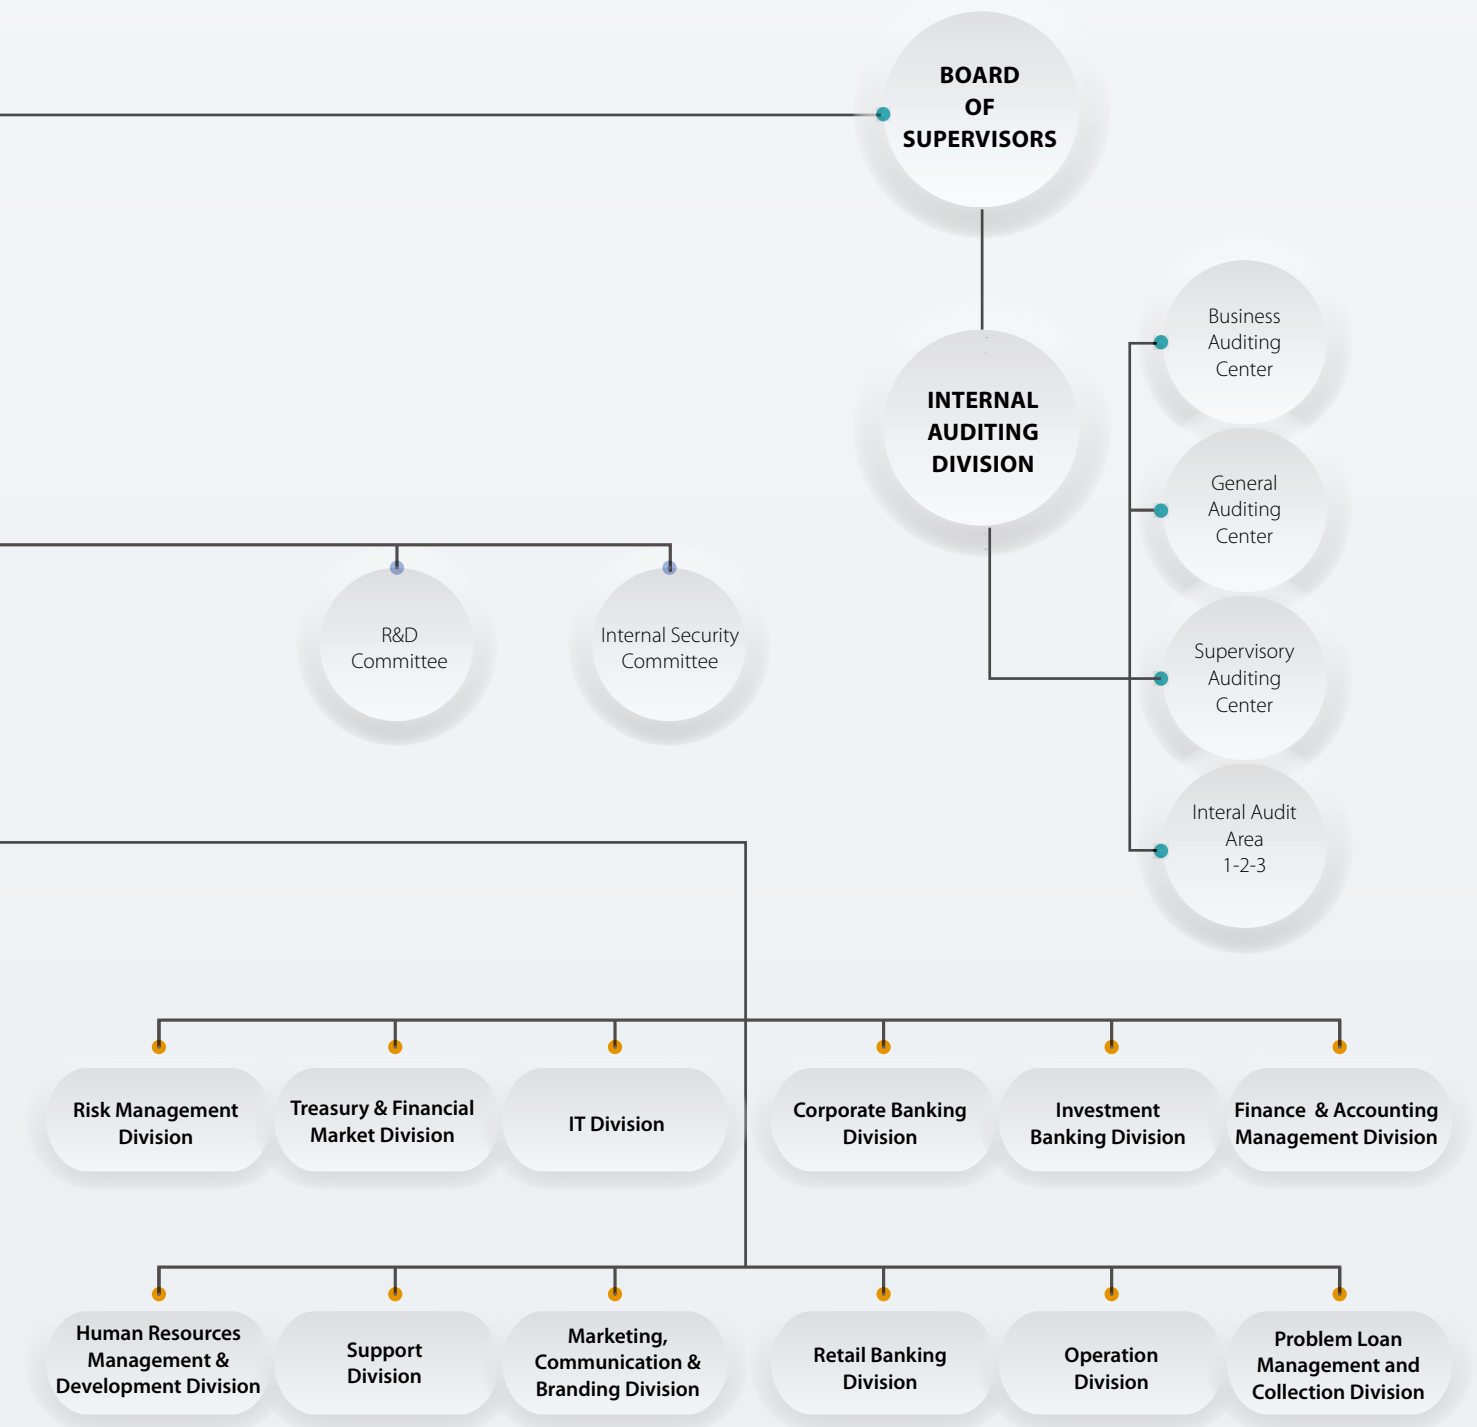 BOARD
OF
SUPERVISORS
INTERNAL
AUDITING
DIVISION
Business
Auditing
Center
General
Auditing
Center
Supervisory
Auditing
Center
Interal Audit
Area
1-2-3
R&D
Committee
Internal Security
Committee
Risk Management
Division
Treasury & Financial
Market Division
IT Division
Corporate Banking
Division
Investment
Banking Division
Finance & Accounting
Management Division
Human Resources
Management &
Development Division
Support
Division
Marketing,
Communication &
Branding Division
Retail Banking
Division
Operation
Division
Problem Loan
Management and
Collection Division